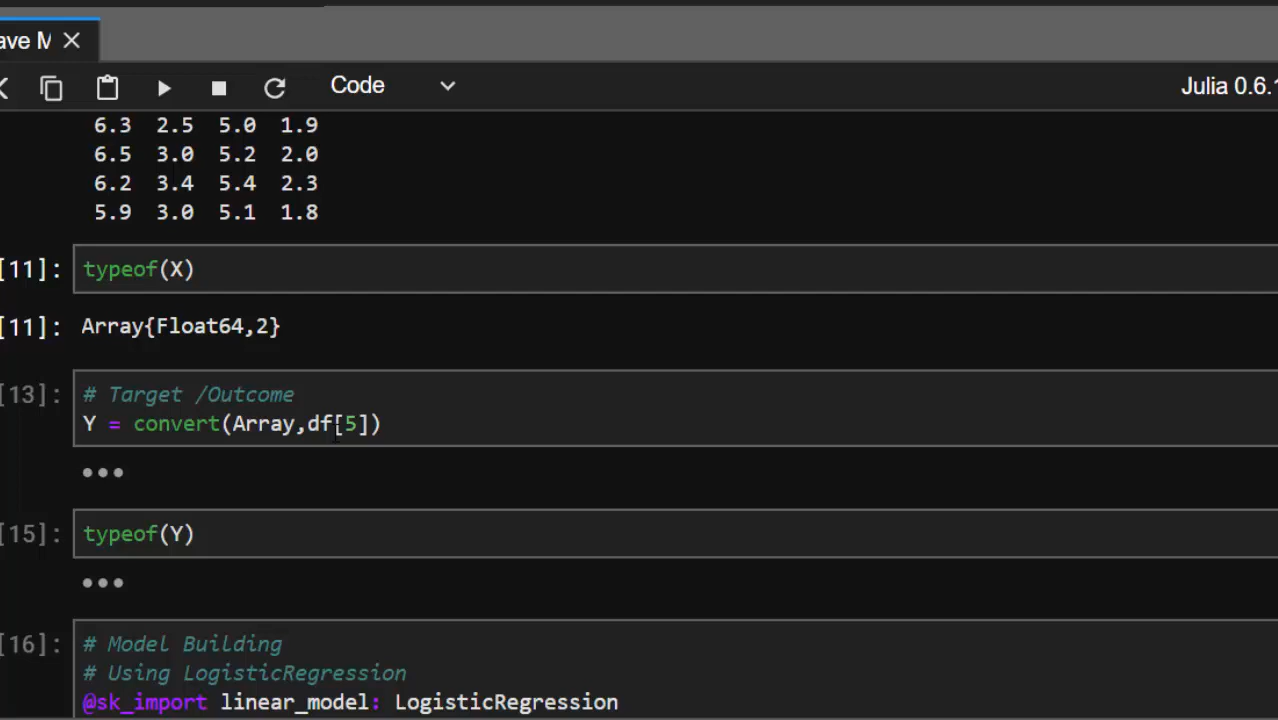 Code
Julia 0.6.
6.3 2.5 5.0 1.9
6.5 3.0 5.2 2.0
6.2 3.4 5.4 2.3
5.9 3.0 5.1 1.8
[11]: typeof(X)
[11]: Array{Float64,2}
[13]: # Target /Outcome
Y = convert(Array,df[5])
[15]: typeof(Y)
[16]: # Model Building
# Using LogisticRegression
@sk_import linear_model: LogisticRegression